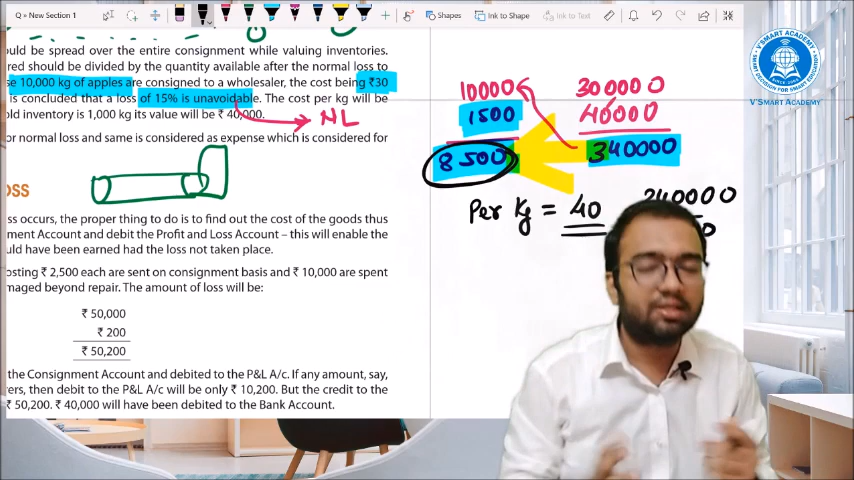 Q » New Section 1
Shapes
Ink to Shape
Ink to Text
ould be spread over the entire consignment while valuing inventories.
red should be divided by the quantity available after the normal loss to
e 10,000 kg of apples are consigned to a wholesaler, the cost being ₹30
is concluded that a loss of 15% is unavoidable. The cost per kg will be
old inventory is 1,000 kg its value will be ₹ 40,000.
NL
or normal loss and same is considered as expense which is considered for
OSS
ss occurs, the proper thing to do is to find out the cost of the goods thus
ment Account and debit the Profit and Loss Account – this will enable the
uld have been earned had the loss not taken place.
osting ₹ 2,500 each are sent on consignment basis and ₹ 10,000 are spent
maged beyond repair. The amount of loss will be:
₹ 50,000
₹ 200
₹ 50,200
the Consignment Account and debited to the P&L A/c. If any amount, say,
rers, then debit to the P&L A/c will be only ₹ 10,200. But the credit to the
₹ 50,200. ₹ 40,000 will have been debited to the Bank Account.
10000 300000
1500 40000
8500 340000
Per Kg = 40
V'SMART ACADEMY
SMART DECISION FOR SMART EDUCATION
SINCE 2003
V'Smart Academy